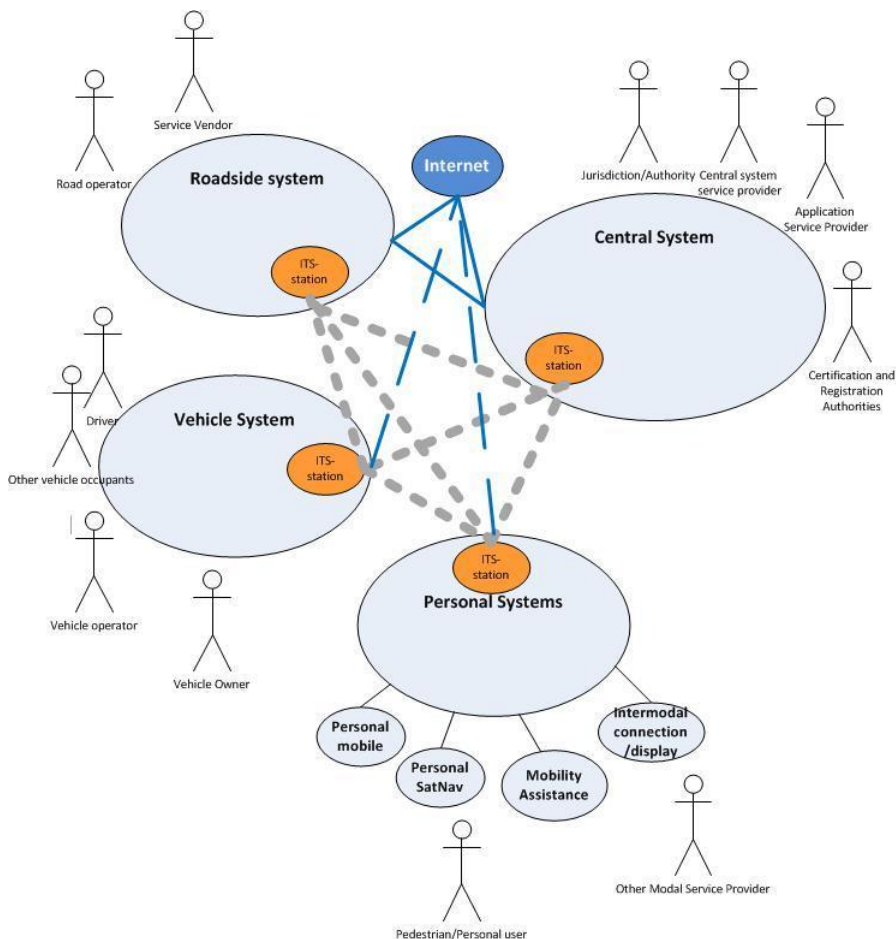 Service Vendor
Road operator
Roadside system
ITS-
station
Internet
Jurisdiction/Authority
Central system
service provider
Application
Service Provider
Central System
ITS-
station
Certification and
Registration
Authorities
Driver
Other vehicle occupants
Vehicle System
ITS-
station
Vehicle operator
Vehicle Owner
ITS-
station
Personal Systems
Personal
mobile
Personal
SatNav
Mobility
Assistance
Intermodal
connection
/display
Other Modal Service Provider
Pedestrian/Personal user